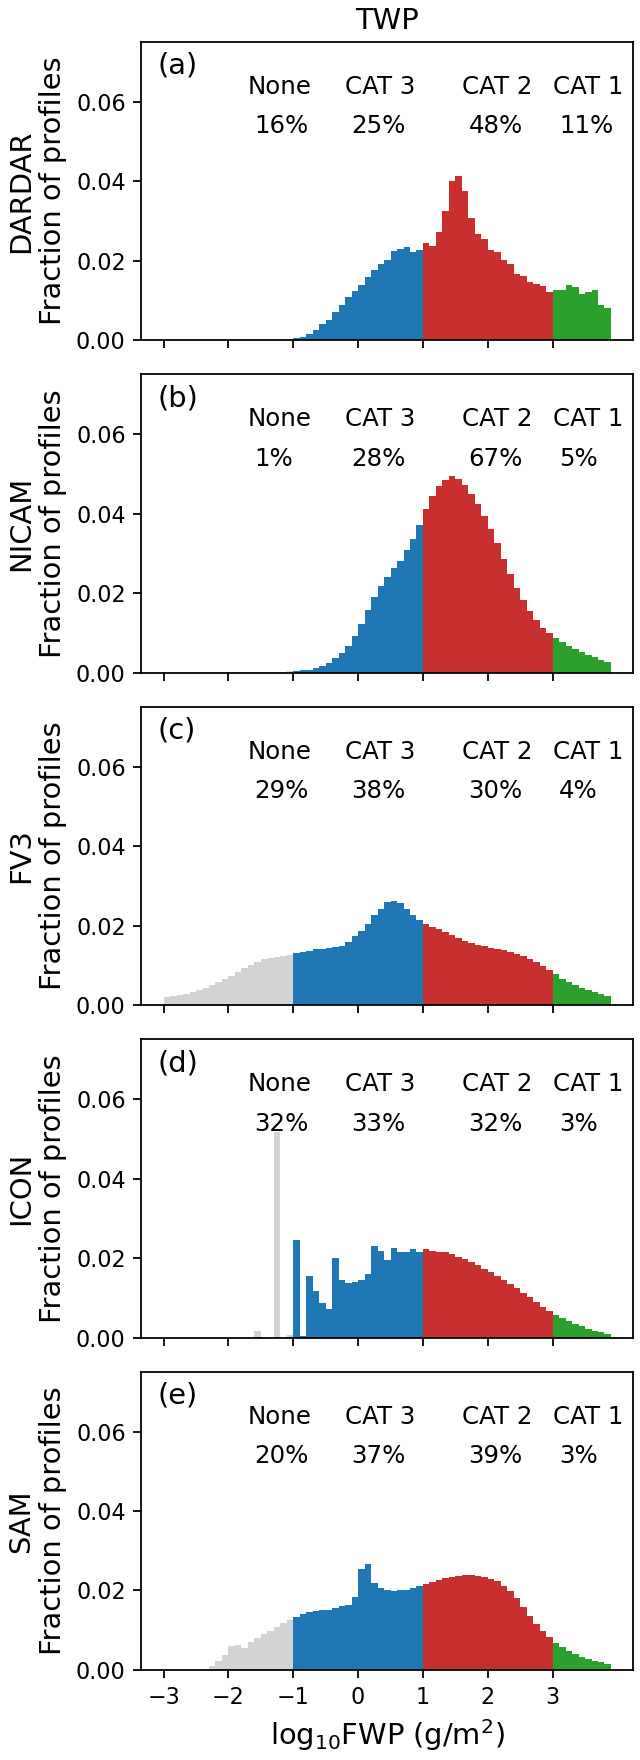 TWP
(a)
None CAT 3 CAT 2 CAT 1
16% 25% 48% 11%
DARDAR
Fraction of profiles
0.06
0.04
0.02
0.00
(b)
None CAT 3 CAT 2 CAT 1
1% 28% 67% 5%
NICAM
Fraction of profiles
0.06
0.04
0.02
0.00
(c)
None CAT 3 CAT 2 CAT 1
29% 38% 30% 4%
FV3
Fraction of profiles
0.06
0.04
0.02
0.00
(d)
None CAT 3 CAT 2 CAT 1
32% 33% 32% 3%
ICON
Fraction of profiles
0.06
0.04
0.02
0.00
(e)
None CAT 3 CAT 2 CAT 1
20% 37% 39% 3%
SAM
Fraction of profiles
0.06
0.04
0.02
0.00
−3 −2 −1 0 1 2 3
log₁₀FWP (g/m²)